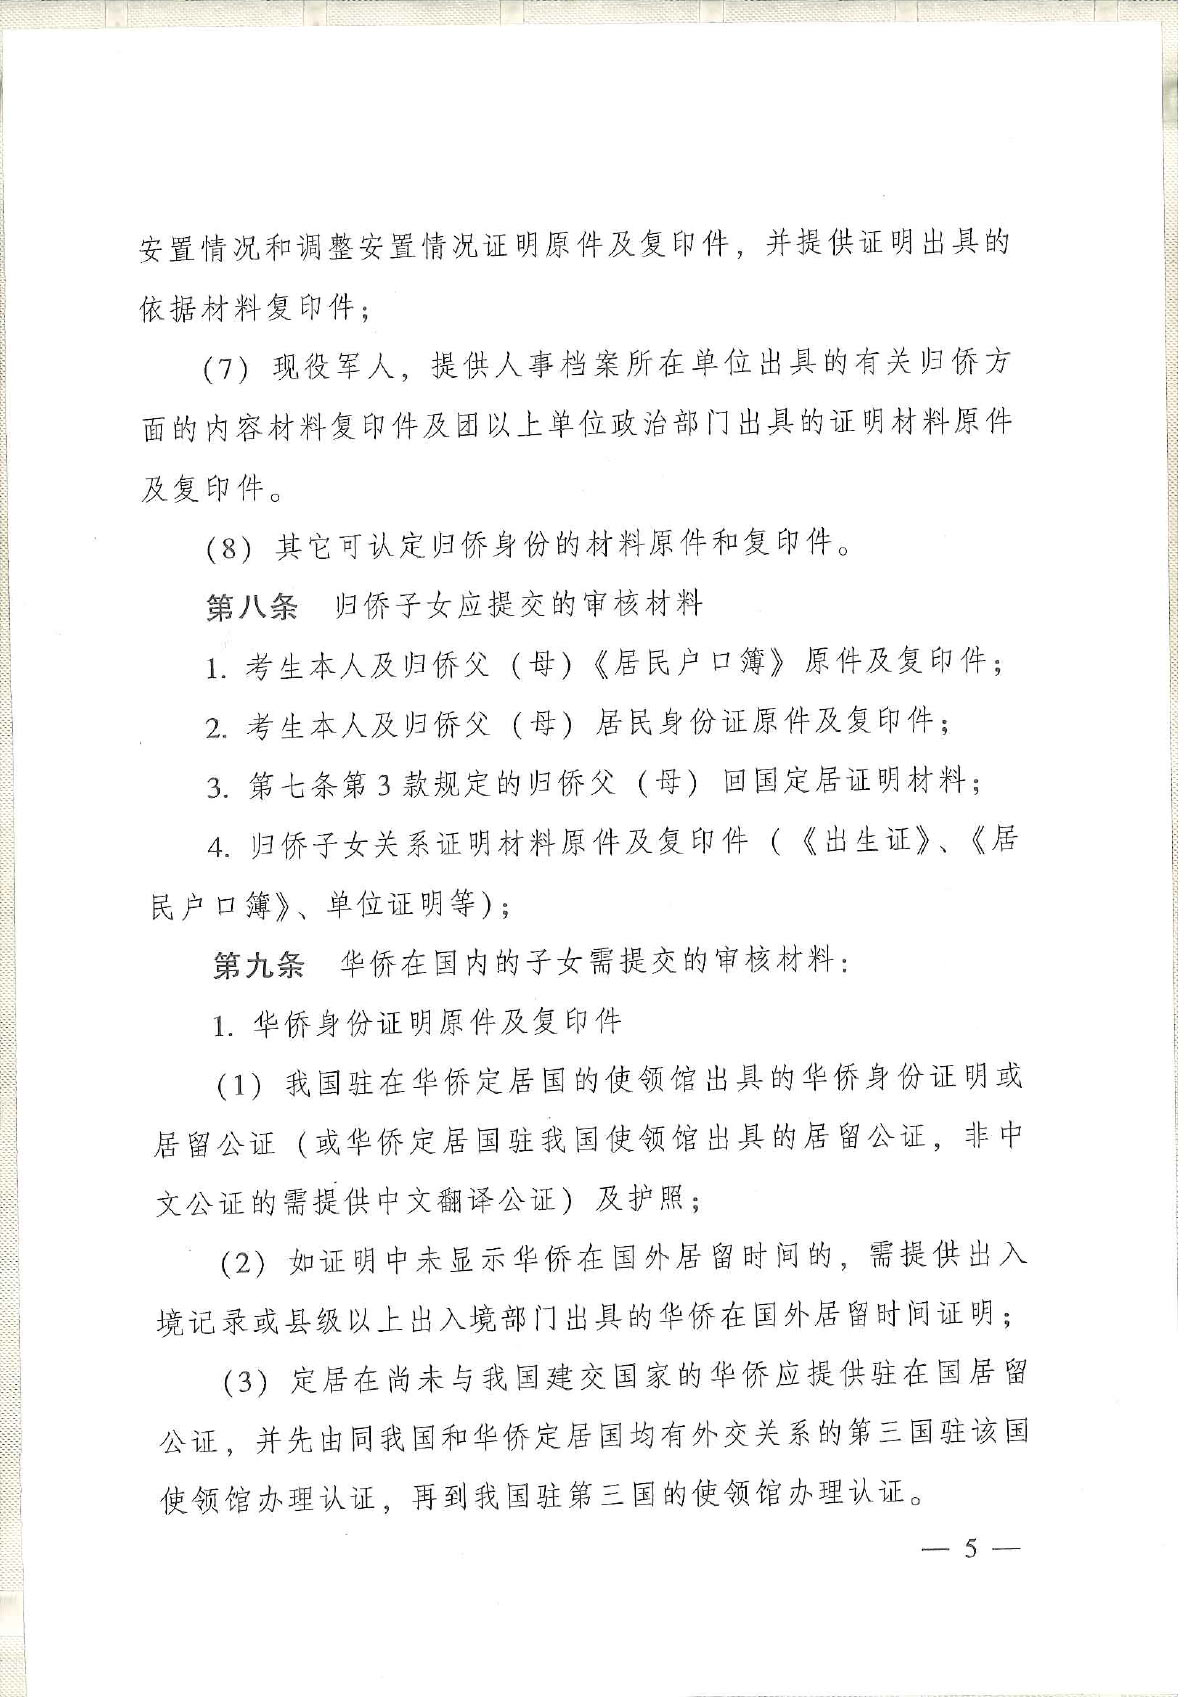 安置情况和调整安置情况证明原件及复印件，并提供证明出具的
依据材料复印件；
（7）现役军人，提供人事档案所在单位出具的有关归侨方
面的内容材料复印件及团以上单位政治部门出具的证明材料原件
及复印件。
（8）其它可认定归侨身份的材料原件和复印件。
第八条　归侨子女应提交的审核材料
1. 考生本人及归侨父（母）《居民户口簿》原件及复印件；
2. 考生本人及归侨父（母）居民身份证原件及复印件；
3. 第七条第 3 款规定的归侨父（母）回国定居证明材料；
4. 归侨子女关系证明材料原件及复印件（《出生证》、《居
民户口簿》、单位证明等）；
第九条　华侨在国内的子女需提交的审核材料：
1. 华侨身份证明原件及复印件
（1）我国驻在华侨定居国的使领馆出具的华侨身份证明或
居留公证（或华侨定居国驻我国使领馆出具的居留公证，非中
文公证的需提供中文翻译公证）及护照；
（2）如证明中未显示华侨在国外居留时间的，需提供出入
境记录或县级以上出入境部门出具的华侨在国外居留时间证明；
（3）定居在尚未与我国建交国家的华侨应提供驻在国居留
公证，并先由同我国和华侨定居国均有外交关系的第三国驻该国
使领馆办理认证，再到我国驻第三国的使领馆办理认证。
— 5 —